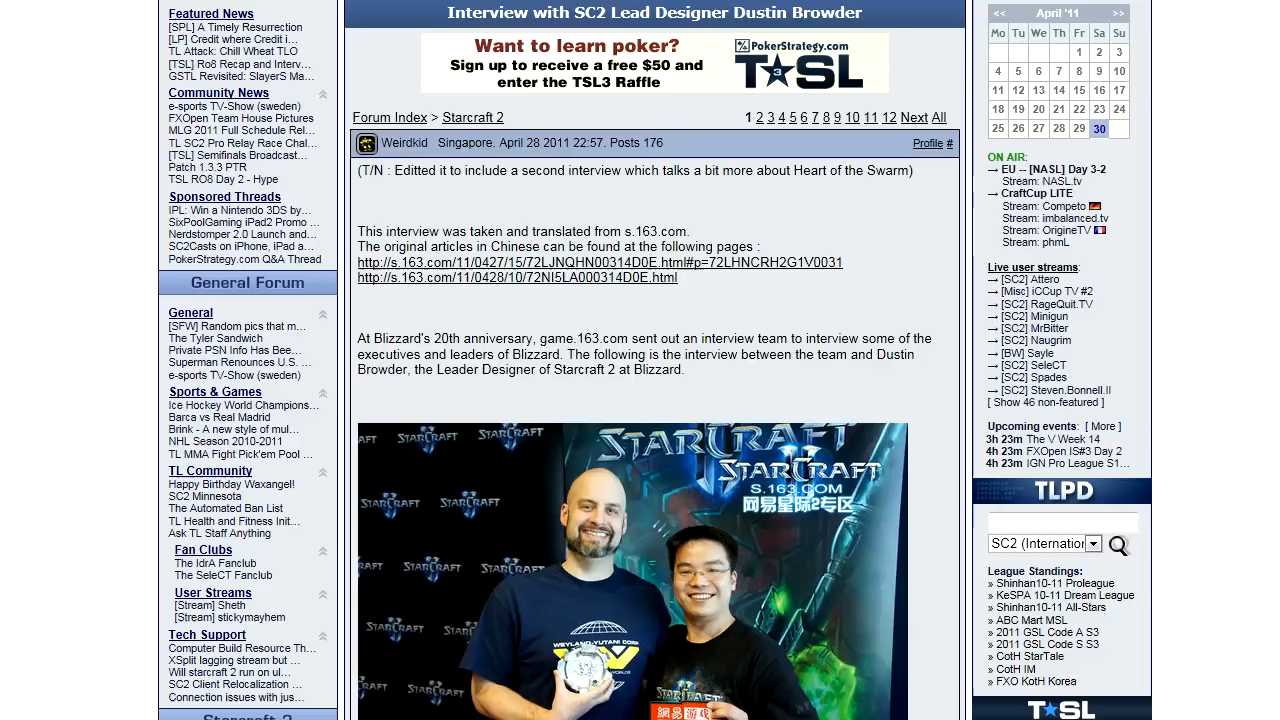 Featured News
[SPL] A Timely Resurrection
[LP] Credit where Credit i…
TL Attack: Chill Wheat TLO
[TSL] Ro8 Recap and Interv…
GSTL Revisited: SlayerS Ma…
Community News
e-sports TV-Show (sweden)
FXOpen Team House Pictures
MLG 2011 Full Schedule Rel…
TL SC2 Pro Relay Race Chal…
[TSL] Semifinals Broadcast…
Patch 1.3.3 PTR
TSL RO8 Day 2 - Hype
Sponsored Threads
IPL: Win a Nintendo 3DS by…
SixPoolGaming iPad2 Promo …
Nerdstomper 2.0 Launch and…
SC2Casts on iPhone, iPad a…
PokerStrategy.com Q&A Thread
General Forum
General
[SFW] Random pics that m…
The Tyler Sandwich
Private PSN Info Has Bee…
Superman Renounces U.S. …
e-sports TV-Show (sweden)
Sports & Games
Ice Hockey World Champions…
Barca vs Real Madrid
Brink - A new style of mul…
NHL Season 2010-2011
TL MMA Fight Pick'em Pool …
TL Community
Happy Birthday Waxangel!
SC2 Minnesota
The Automated Ban List
TL Health and Fitness Init…
Ask TL Staff Anything
Fan Clubs
The IdrA Fanclub
The SeleCT Fanclub
User Streams
[Stream] Sheth
[Stream] stickymayhem
Tech Support
Computer Build Resource Th…
XSplit lagging stream but …
Will starcraft 2 run on ul…
SC2 Client Relocalization …
Connection issues with jus…
Starcraft 2
Interview with SC2 Lead Designer Dustin Browder
Want to learn poker?
Sign up to receive a free $50 and
enter the TSL3 Raffle
PokerStrategy.com
TSL
3
Forum Index > Starcraft 2
1 2 3 4 5 6 7 8 9 10 11 12 Next All
Weirdkid Singapore. April 28 2011 22:57. Posts 176
Profile #
(T/N : Editted it to include a second interview which talks a bit more about Heart of the Swarm)
This interview was taken and translated from s.163.com.
The original articles in Chinese can be found at the following pages :
http://s.163.com/11/0427/15/72LJNQHN00314D0E.html#p=72LHNCRH2G1V0031
http://s.163.com/11/0428/10/72NI5LA000314D0E.html
At Blizzard's 20th anniversary, game.163.com sent out an interview team to interview some of the
executives and leaders of Blizzard. The following is the interview between the team and Dustin
Browder, the Leader Designer of Starcraft 2 at Blizzard.
STARCRAFT
STARCRAFT
STARCRAFT
STARCRAFT
II
S.163.COM
网易星际2专区
STARCRAFT
STARCRAFT
STARCRAFT
STARCRAFT
STARCRAFT
WEYLAND-YUTANI CORP
STARCRAFT
網易游戏
<< April '11 >>
Mo Tu We Th Fr Sa Su
1 2 3
4 5 6 7 8 9 10
11 12 13 14 15 16 17
18 19 20 21 22 23 24
25 26 27 28 29 30
ON AIR:
EU -- [NASL] Day 3-2
Stream: NASL.tv
CraftCup LITE
Stream: Competo
Stream: imbalanced.tv
Stream: OrigineTV
Stream: phmL
Live user streams:
[SC2] Attero
[Misc] iCCup TV #2
[SC2] RageQuit.TV
[SC2] Minigun
[SC2] MrBitter
[SC2] Naugrim
[BW] Sayle
[SC2] SeleCT
[SC2] Spades
[SC2] Steven.Bonnell.II
[ Show 46 non-featured ]
Upcoming events: [ More ]
3h 23m The V Week 14
4h 23m FXOpen IS#3 Day 2
4h 23m IGN Pro League S1…
TLPD
SC2 (Internation
League Standings:
» Shinhan10-11 Proleague
» KeSPA 10-11 Dream League
» Shinhan10-11 All-Stars
» ABC Mart MSL
» 2011 GSL Code A S3
» 2011 GSL Code S S3
» CotH StarTale
» CotH IM
» FXO KotH Korea
TSL